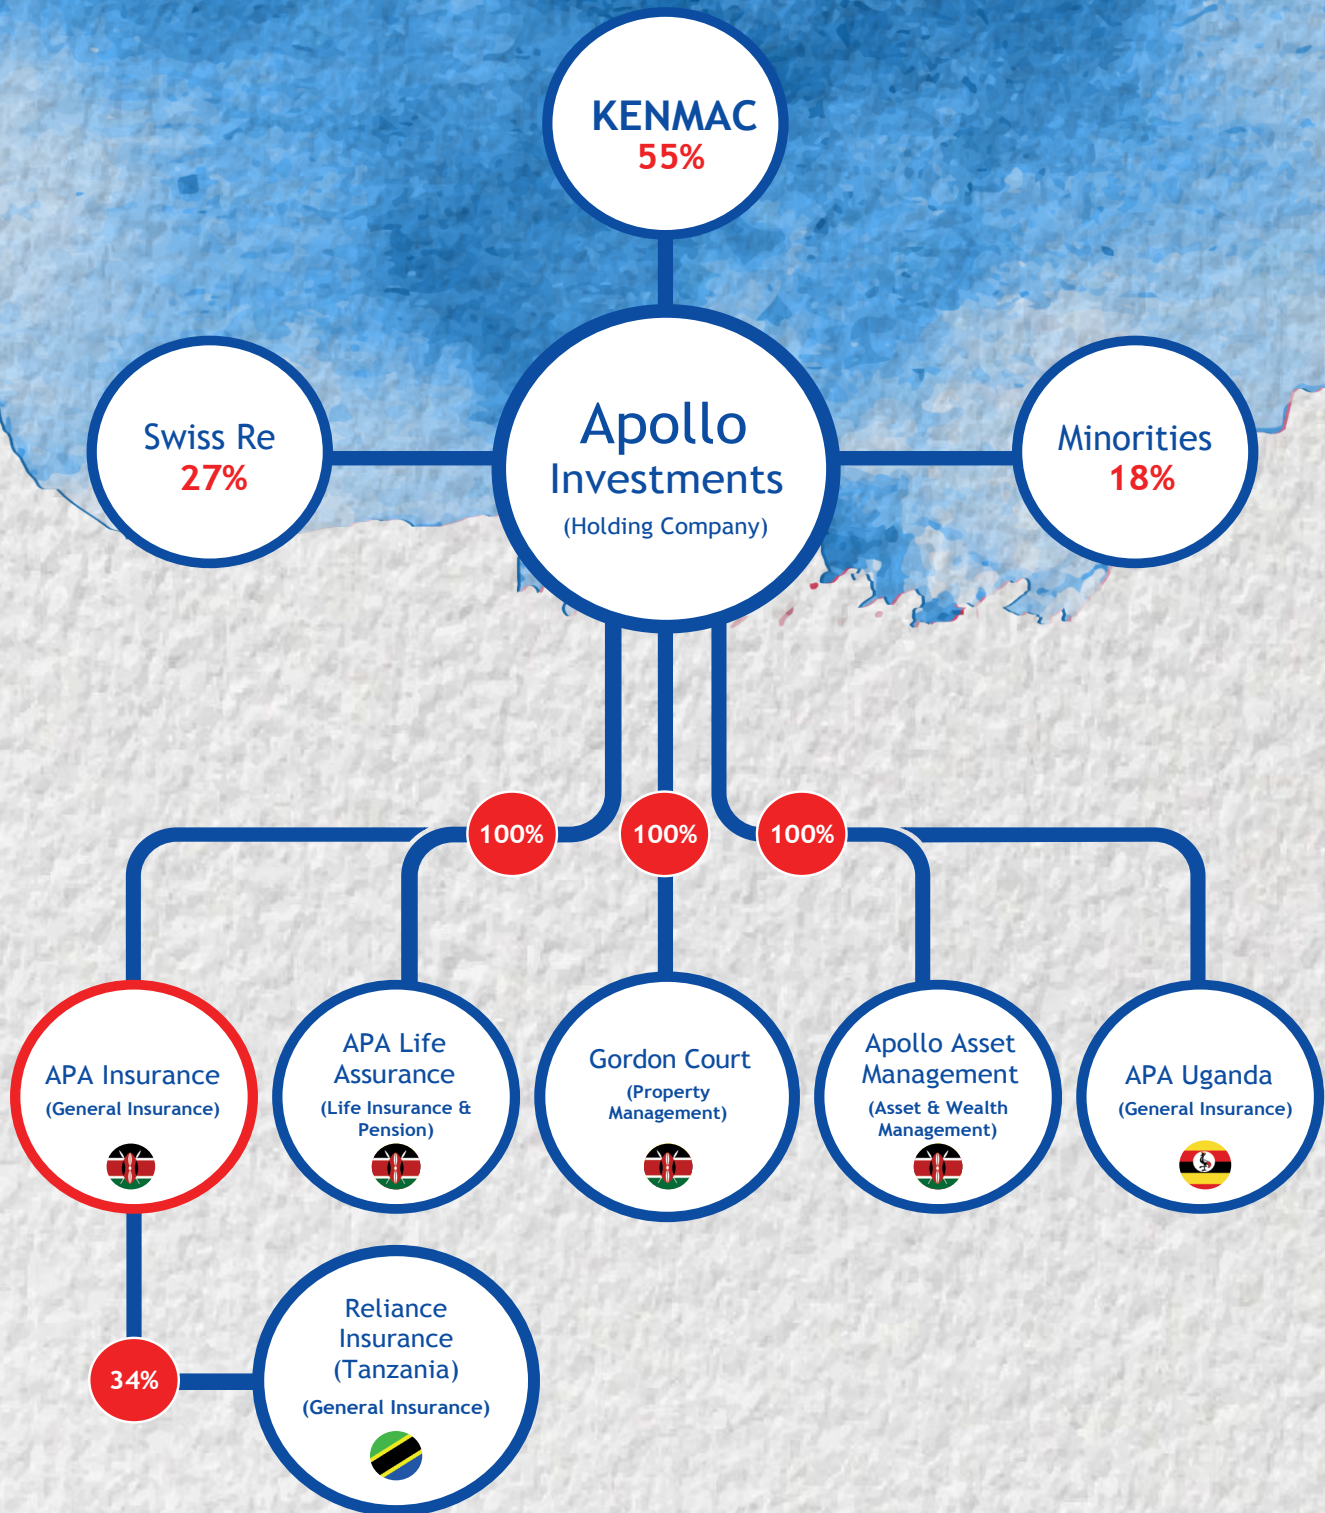 KENMAC
55%
Swiss Re
27%
Apollo
Investments
(Holding Company)
Minorities
18%
100%
100%
100%
APA Insurance
(General Insurance)
APA Life
Assurance
(Life Insurance &
Pension)
Gordon Court
(Property
Management)
Apollo Asset
Management
(Asset & Wealth
Management)
APA Uganda
(General Insurance)
34%
Reliance
Insurance
(Tanzania)
(General Insurance)